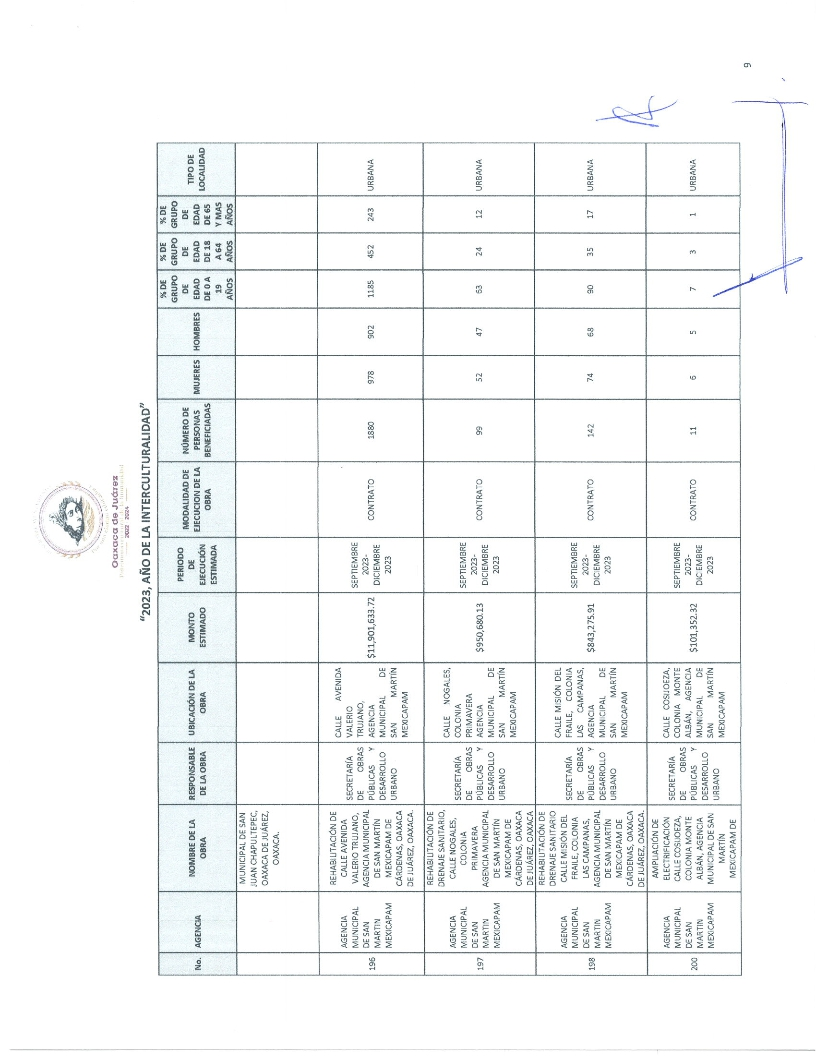 Oaxaca de Juárez
2022 - 2024
“2023, AÑO DE LA INTERCULTURALIDAD”
No.
AGENCIA
NOMBRE DE LA
OBRA
RESPONSABLE
DE LA OBRA
UBICACIÓN DE LA
OBRA
MONTO
ESTIMADO
PERIODO
DE
EJECUCIÓN
ESTIMADA
MODALIDAD DE
EJECUCION DE LA
OBRA
NÚMERO DE
PERSONAS
BENEFICIADAS
MUJERES
HOMBRES
% DE
GRUPO
DE
EDAD
DE 0 A
19
AÑOS
% DE
GRUPO
DE
EDAD
DE 18
A 64
AÑOS
% DE
GRUPO
DE
EDAD
DE 65
Y MAS
AÑOS
TIPO DE
LOCALIDAD
MUNICIPAL DE SAN
JUAN CHAPULTEPEC,
OAXACA DE JUÁREZ,
OAXACA.
196
AGENCIA
MUNICIPAL
DE SAN
MARTIN
MEXICAPAM
REHABILITACIÓN DE
CALLE AVENIDA
VALERIO TRUJANO,
AGENCIA MUNICIPAL
DE SAN MARTÍN
MEXICAPAM DE
CÁRDENAS, OAXACA
DE JUÁREZ, OAXACA.
SECRETARÍA
DE OBRAS
PÚBLICAS Y
DESARROLLO
URBANO
CALLE AVENIDA
VALERIO
TRUJANO,
AGENCIA
MUNICIPAL DE
SAN MARTÍN
MEXICAPAM
$11,901,633.72
SEPTIEMBRE
2023-
DICIEMBRE
2023
CONTRATO
1880
978
902
1185
452
243
URBANA
197
AGENCIA
MUNICIPAL
DE SAN
MARTIN
MEXICAPAM
REHABILITACIÓN DE
DRENAJE SANITARIO,
CALLE NOGALES,
COLONIA
PRIMAVERA
AGENCIA MUNICIPAL
DE SAN MARTÍN
MEXICAPAM DE
CÁRDENAS, OAXACA
DE JUÁREZ, OAXACA
SECRETARÍA
DE OBRAS
PÚBLICAS Y
DESARROLLO
URBANO
CALLE NOGALES,
COLONIA
PRIMAVERA
AGENCIA
MUNICIPAL DE
SAN MARTÍN
MEXICAPAM
$950,680.13
SEPTIEMBRE
2023-
DICIEMBRE
2023
CONTRATO
99
52
47
63
24
12
URBANA
198
AGENCIA
MUNICIPAL
DE SAN
MARTIN
MEXICAPAM
REHABILITACIÓN DE
DRENAJE SANITARIO
CALLE MISIÓN DEL
FRAILE, COLONIA
LAS CAMPANAS,
AGENCIA MUNICIPAL
DE SAN MARTÍN
MEXICAPAM DE
CÁRDENAS, OAXACA
DE JUÁREZ, OAXACA.
SECRETARÍA
DE OBRAS
PÚBLICAS Y
DESARROLLO
URBANO
CALLE MISIÓN DEL
FRAILE, COLONIA
LAS CAMPANAS,
AGENCIA
MUNICIPAL DE
SAN MARTÍN
MEXICAPAM
$843,275.91
SEPTIEMBRE
2023-
DICIEMBRE
2023
CONTRATO
142
74
68
90
35
17
URBANA
200
AGENCIA
MUNICIPAL
DE SAN
MARTIN
MEXICAPAM
AMPLIACIÓN DE
ELECTRIFICACIÓN
CALLE COSIJOEZA,
COLONIA MONTE
ALBÁN, AGENCIA
MUNICIPAL DE SAN
MARTÍN
MEXICAPAM DE
SECRETARÍA
DE OBRAS
PÚBLICAS Y
DESARROLLO
URBANO
CALLE COSIJOEZA,
COLONIA MONTE
ALBÁN, AGENCIA
MUNICIPAL DE
SAN MARTÍN
MEXICAPAM
$101,352.32
SEPTIEMBRE
2023-
DICIEMBRE
2023
CONTRATO
11
6
5
7
3
1
URBANA
9